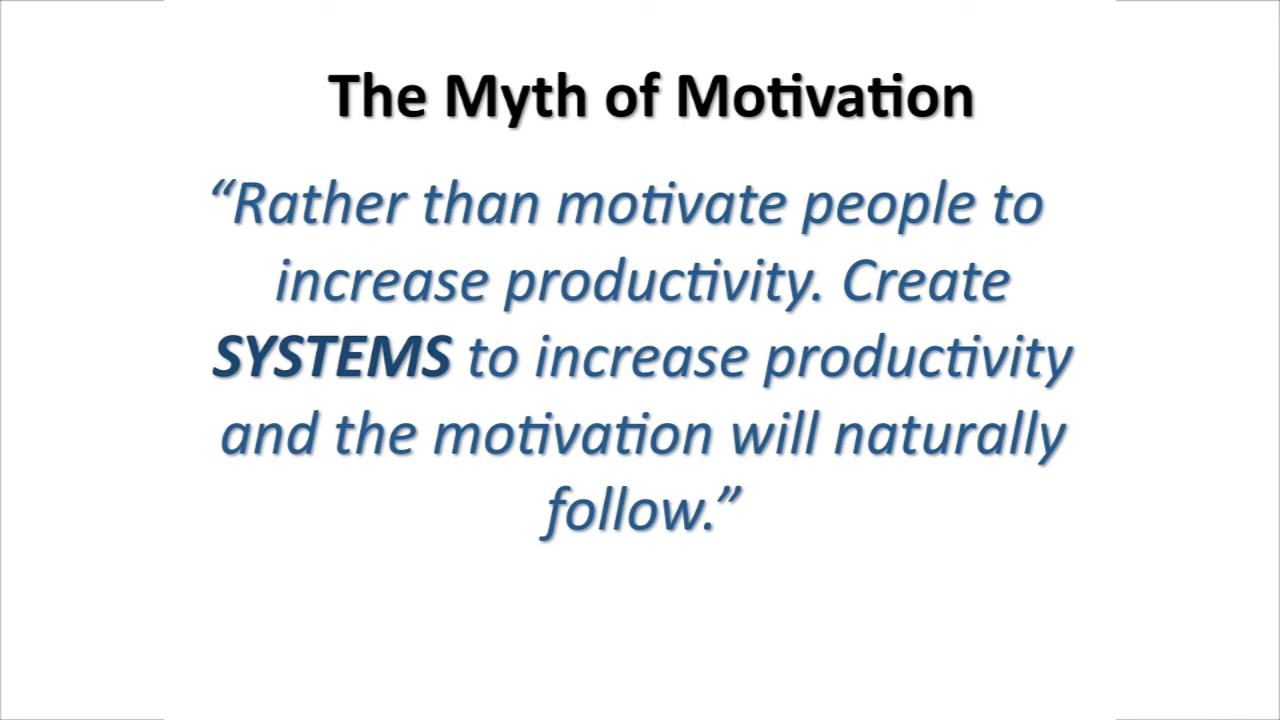 The Myth of Motivation
“Rather than motivate people to
increase productivity. Create
SYSTEMS to increase productivity
and the motivation will naturally
follow.”